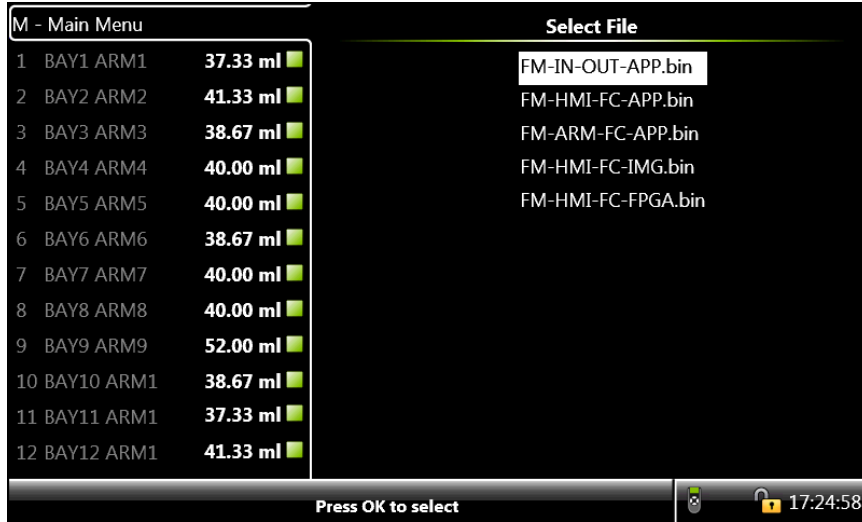 M - Main Menu
1 BAY1 ARM1 37.33 ml
2 BAY2 ARM2 41.33 ml
3 BAY3 ARM3 38.67 ml
4 BAY4 ARM4 40.00 ml
5 BAY5 ARM5 40.00 ml
6 BAY6 ARM6 38.67 ml
7 BAY7 ARM7 40.00 ml
8 BAY8 ARM8 40.00 ml
9 BAY9 ARM9 52.00 ml
10 BAY10 ARM1 38.67 ml
11 BAY11 ARM1 37.33 ml
12 BAY12 ARM1 41.33 ml
Select File
FM-IN-OUT-APP.bin
FM-HMI-FC-APP.bin
FM-ARM-FC-APP.bin
FM-HMI-FC-IMG.bin
FM-HMI-FC-FPGA.bin
Press OK to select
17:24:58